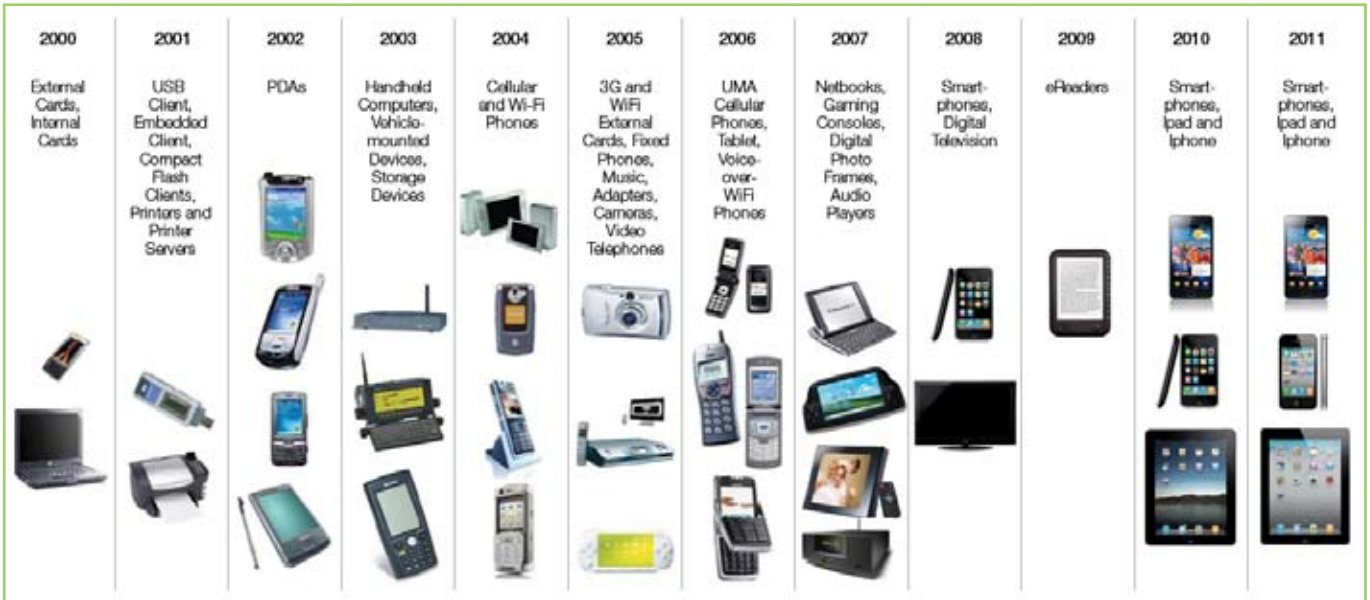 2000
External
Cards,
Internal
Cards
2001
USB
Client,
Embedded
Client,
Compact
Flash
Clients,
Printers and
Printer
Servers
2002
PDAs
2003
Handheld
Computers,
Vehicle-
mounted
Devices,
Storage
Devices
2004
Cellular
and Wi-Fi
Phones
2005
3G and
WiFi
External
Cards, Fixed
Phones,
Music,
Adapters,
Cameras,
Video
Telephones
2006
UMA
Cellular
Phones,
Tablet,
Voice-
over-
WiFi
Phones
2007
Netbooks,
Gaming
Consoles,
Digital
Photo
Frames,
Audio
Players
2008
Smart-
phones,
Digital
Television
2009
eReaders
2010
Smart-
phones,
Ipad and
Iphone
2011
Smart-
phones,
Ipad and
Iphone